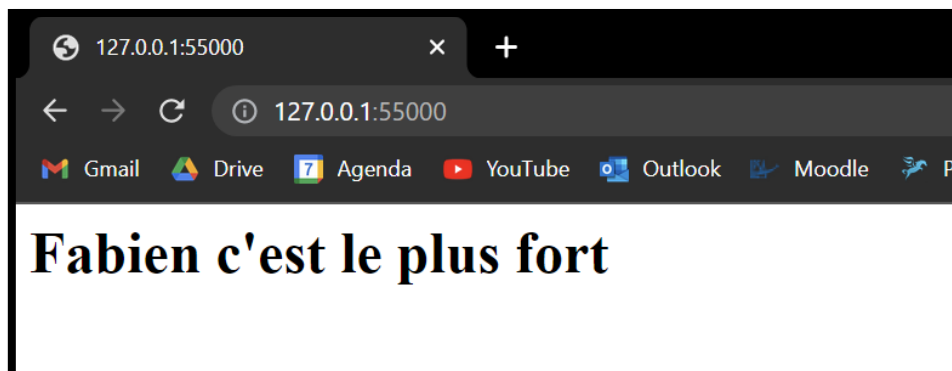 127.0.0.1:55000
127.0.0.1:55000
Gmail Drive 7 Agenda YouTube Outlook Moodle P
Fabien c'est le plus fort